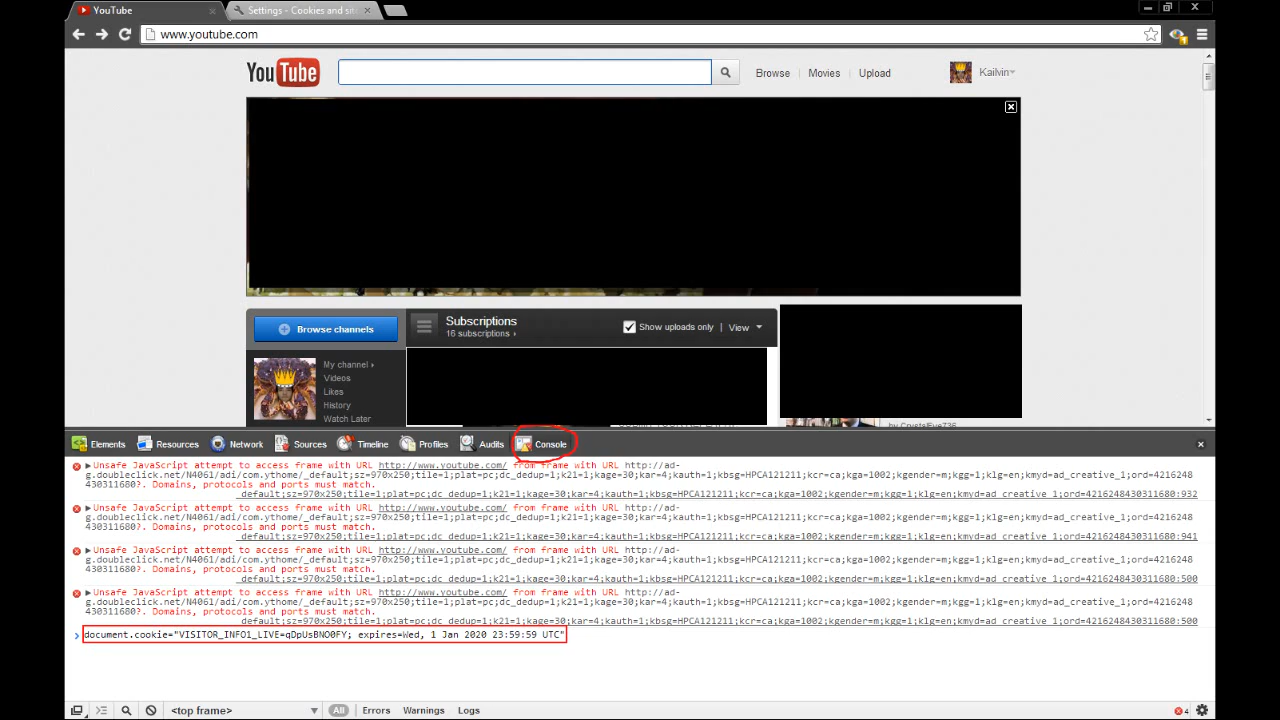 YouTube
Settings - Cookies and sit
www.youtube.com
YouTube
Browse | Movies | Upload
Kailvin
Browse channels
Subscriptions
16 subscriptions ›
Show uploads only | View
My channel ›
Videos
Likes
History
Watch Later
by CrystalEve736
Elements Resources Network Sources Timeline Profiles Audits Console
Unsafe JavaScript attempt to access frame with URL http://www.youtube.com/ from frame with URL http://ad-
g.doubleclick.net/N4061/adi/com.ythome/_default;sz=970x250;tile=1;plat=pc;dc_dedup=1;k21=1;kage=30;kar=4;kauth=1;kbsg=HPCA121211;kcr=ca;kga=1002;kgender=m;kgg=1;klg=en;kmyd=ad_creative_1;ord=4216248
430311680?. Domains, protocols and ports must match.
_default;sz=970x250;tile=1;plat=pc;dc_dedup=1;k21=1;kage=30;kar=4;kauth=1;kbsg=HPCA121211;kcr=ca;kga=1002;kgender=m;kgg=1;klg=en;kmyd=ad_creative_1;ord=4216248430311680:932
Unsafe JavaScript attempt to access frame with URL http://www.youtube.com/ from frame with URL http://ad-
g.doubleclick.net/N4061/adi/com.ythome/_default;sz=970x250;tile=1;plat=pc;dc_dedup=1;k21=1;kage=30;kar=4;kauth=1;kbsg=HPCA121211;kcr=ca;kga=1002;kgender=m;kgg=1;klg=en;kmyd=ad_creative_1;ord=4216248
430311680?. Domains, protocols and ports must match.
_default;sz=970x250;tile=1;plat=pc;dc_dedup=1;k21=1;kage=30;kar=4;kauth=1;kbsg=HPCA121211;kcr=ca;kga=1002;kgender=m;kgg=1;klg=en;kmyd=ad_creative_1;ord=4216248430311680:941
Unsafe JavaScript attempt to access frame with URL http://www.youtube.com/ from frame with URL http://ad-
g.doubleclick.net/N4061/adi/com.ythome/_default;sz=970x250;tile=1;plat=pc;dc_dedup=1;k21=1;kage=30;kar=4;kauth=1;kbsg=HPCA121211;kcr=ca;kga=1002;kgender=m;kgg=1;klg=en;kmyd=ad_creative_1;ord=4216248
430311680?. Domains, protocols and ports must match.
_default;sz=970x250;tile=1;plat=pc;dc_dedup=1;k21=1;kage=30;kar=4;kauth=1;kbsg=HPCA121211;kcr=ca;kga=1002;kgender=m;kgg=1;klg=en;kmyd=ad_creative_1;ord=4216248430311680:500
Unsafe JavaScript attempt to access frame with URL http://www.youtube.com/ from frame with URL http://ad-
g.doubleclick.net/N4061/adi/com.ythome/_default;sz=970x250;tile=1;plat=pc;dc_dedup=1;k21=1;kage=30;kar=4;kauth=1;kbsg=HPCA121211;kcr=ca;kga=1002;kgender=m;kgg=1;klg=en;kmyd=ad_creative_1;ord=4216248
430311680?. Domains, protocols and ports must match.
_default;sz=970x250;tile=1;plat=pc;dc_dedup=1;k21=1;kage=30;kar=4;kauth=1;kbsg=HPCA121211;kcr=ca;kga=1002;kgender=m;kgg=1;klg=en;kmyd=ad_creative_1;ord=4216248430311680:500
document.cookie="VISITOR_INFO1_LIVE=qDpUsBNO0FY; expires=Wed, 1 Jan 2020 23:59:59 UTC"
<top frame> All Errors Warnings Logs 4